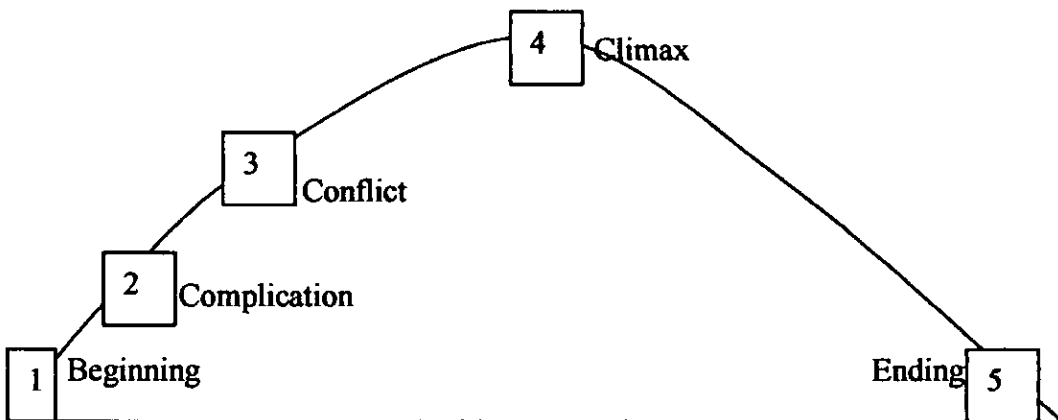 4 Climax
3
Conflict
2 Complication
1 Beginning
Ending 5